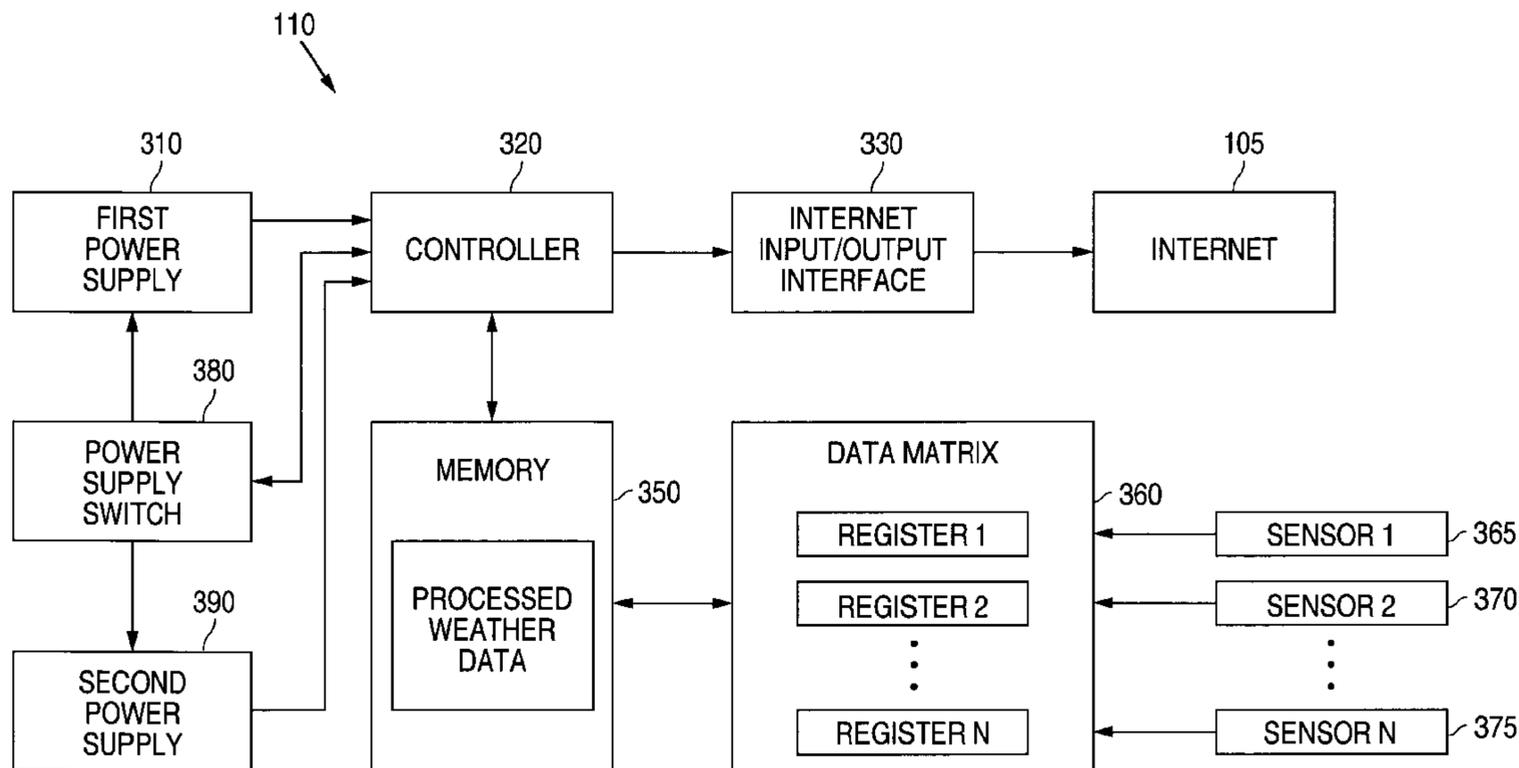 110
310
320
330
105
FIRST
POWER
SUPPLY
CONTROLLER
INTERNET
INPUT/OUTPUT
INTERFACE
INTERNET
380
POWER
SUPPLY
SWITCH
MEMORY
350
PROCESSED
WEATHER
DATA
DATA MATRIX
360
REGISTER 1
SENSOR 1
365
REGISTER 2
SENSOR 2
370
REGISTER N
SENSOR N
375
390
SECOND
POWER
SUPPLY